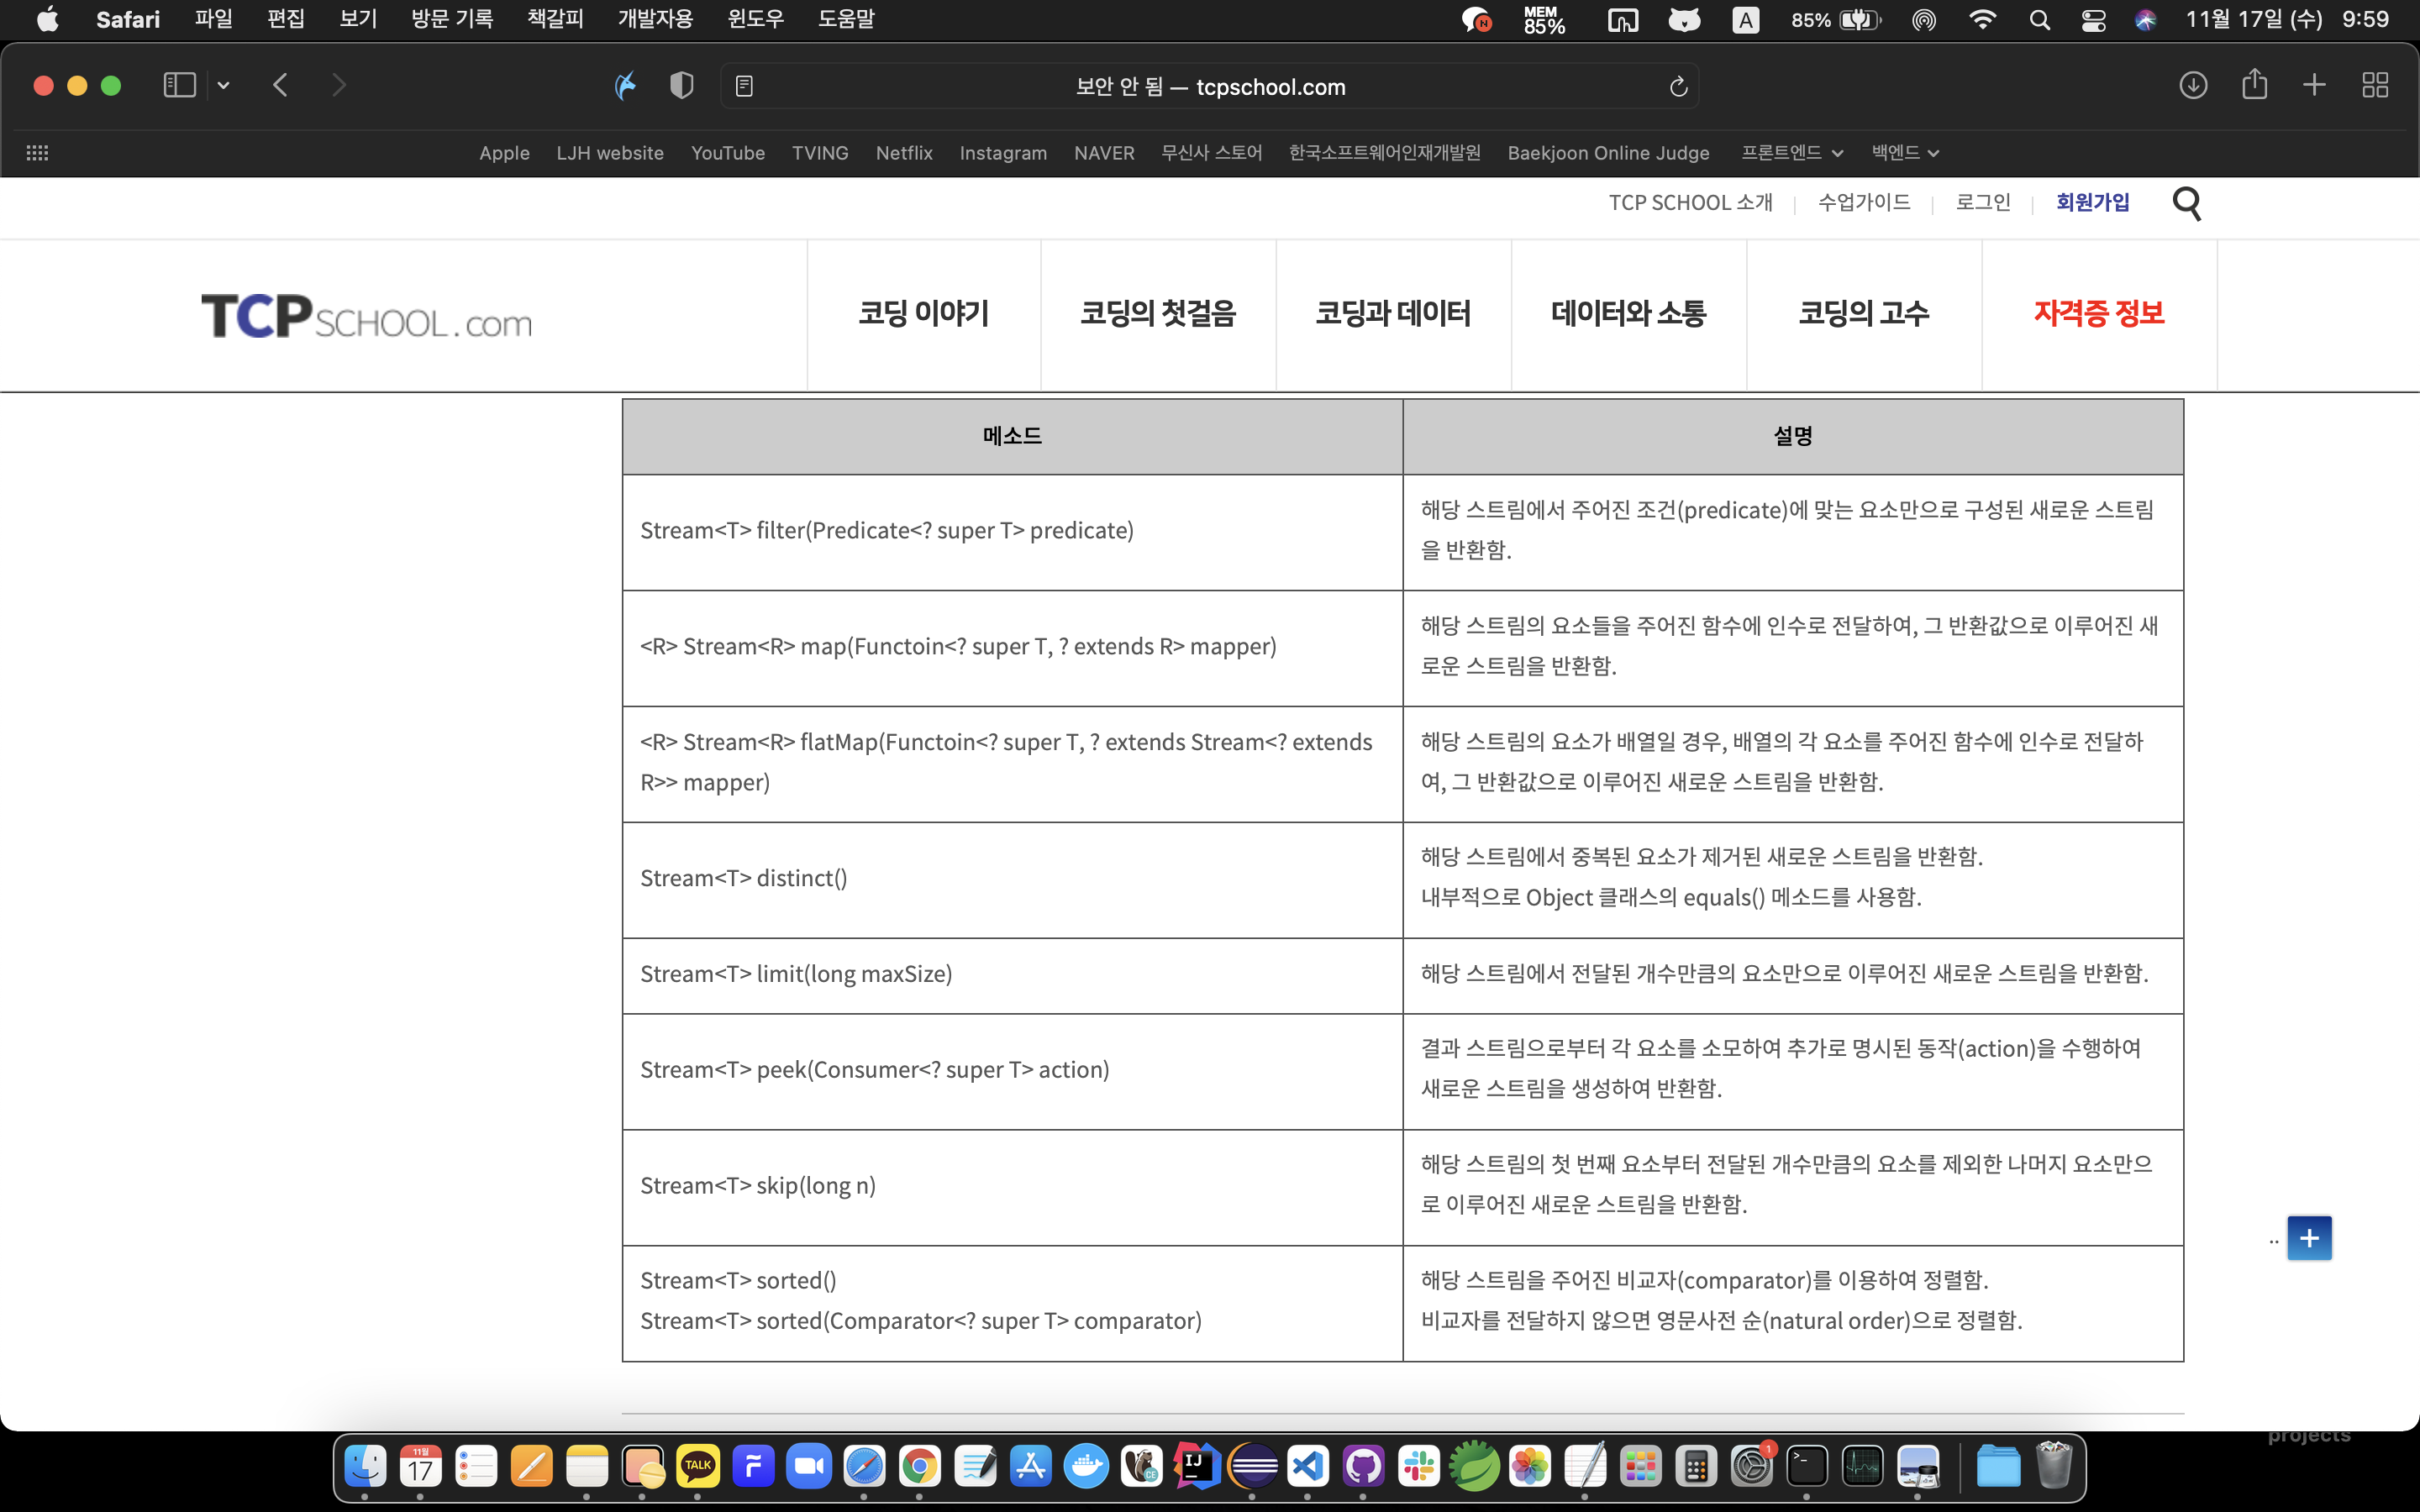 Safari 파일 편집 보기 방문 기록 책갈피 개발자용 윈도우 도움말 N MEM 85% A 85% 11월 17일 (수) 9:59
보안 안 됨 — tcpschool.com
Apple LJH website YouTube TVING Netflix Instagram NAVER 무신사 스토어 한국소프트웨어인재개발원 Baekjoon Online Judge 프론트엔드 백엔드
TCP SCHOOL 소개 수업가이드 로그인 회원가입
TCPSCHOOL.com 코딩 이야기 코딩의 첫걸음 코딩과 데이터 데이터와 소통 코딩의 고수 자격증 정보
메소드 설명
Stream<T> filter(Predicate<? super T> predicate)
해당 스트림에서 주어진 조건(predicate)에 맞는 요소만으로 구성된 새로운 스트림
을 반환함.
<R> Stream<R> map(Functoin<? super T, ? extends R> mapper)
해당 스트림의 요소들을 주어진 함수에 인수로 전달하여, 그 반환값으로 이루어진 새
로운 스트림을 반환함.
<R> Stream<R> flatMap(Functoin<? super T, ? extends Stream<? extends
R>> mapper)
해당 스트림의 요소가 배열일 경우, 배열의 각 요소를 주어진 함수에 인수로 전달하
여, 그 반환값으로 이루어진 새로운 스트림을 반환함.
Stream<T> distinct()
해당 스트림에서 중복된 요소가 제거된 새로운 스트림을 반환함.
내부적으로 Object 클래스의 equals() 메소드를 사용함.
Stream<T> limit(long maxSize)
해당 스트림에서 전달된 개수만큼의 요소만으로 이루어진 새로운 스트림을 반환함.
Stream<T> peek(Consumer<? super T> action)
결과 스트림으로부터 각 요소를 소모하여 추가로 명시된 동작(action)을 수행하여
새로운 스트림을 생성하여 반환함.
Stream<T> skip(long n)
해당 스트림의 첫 번째 요소부터 전달된 개수만큼의 요소를 제외한 나머지 요소만으
로 이루어진 새로운 스트림을 반환함.
Stream<T> sorted()
Stream<T> sorted(Comparator<? super T> comparator)
해당 스트림을 주어진 비교자(comparator)를 이용하여 정렬함.
비교자를 전달하지 않으면 영문사전 순(natural order)으로 정렬함.
.. +
projects
11월
17 TALK CE IJ 1